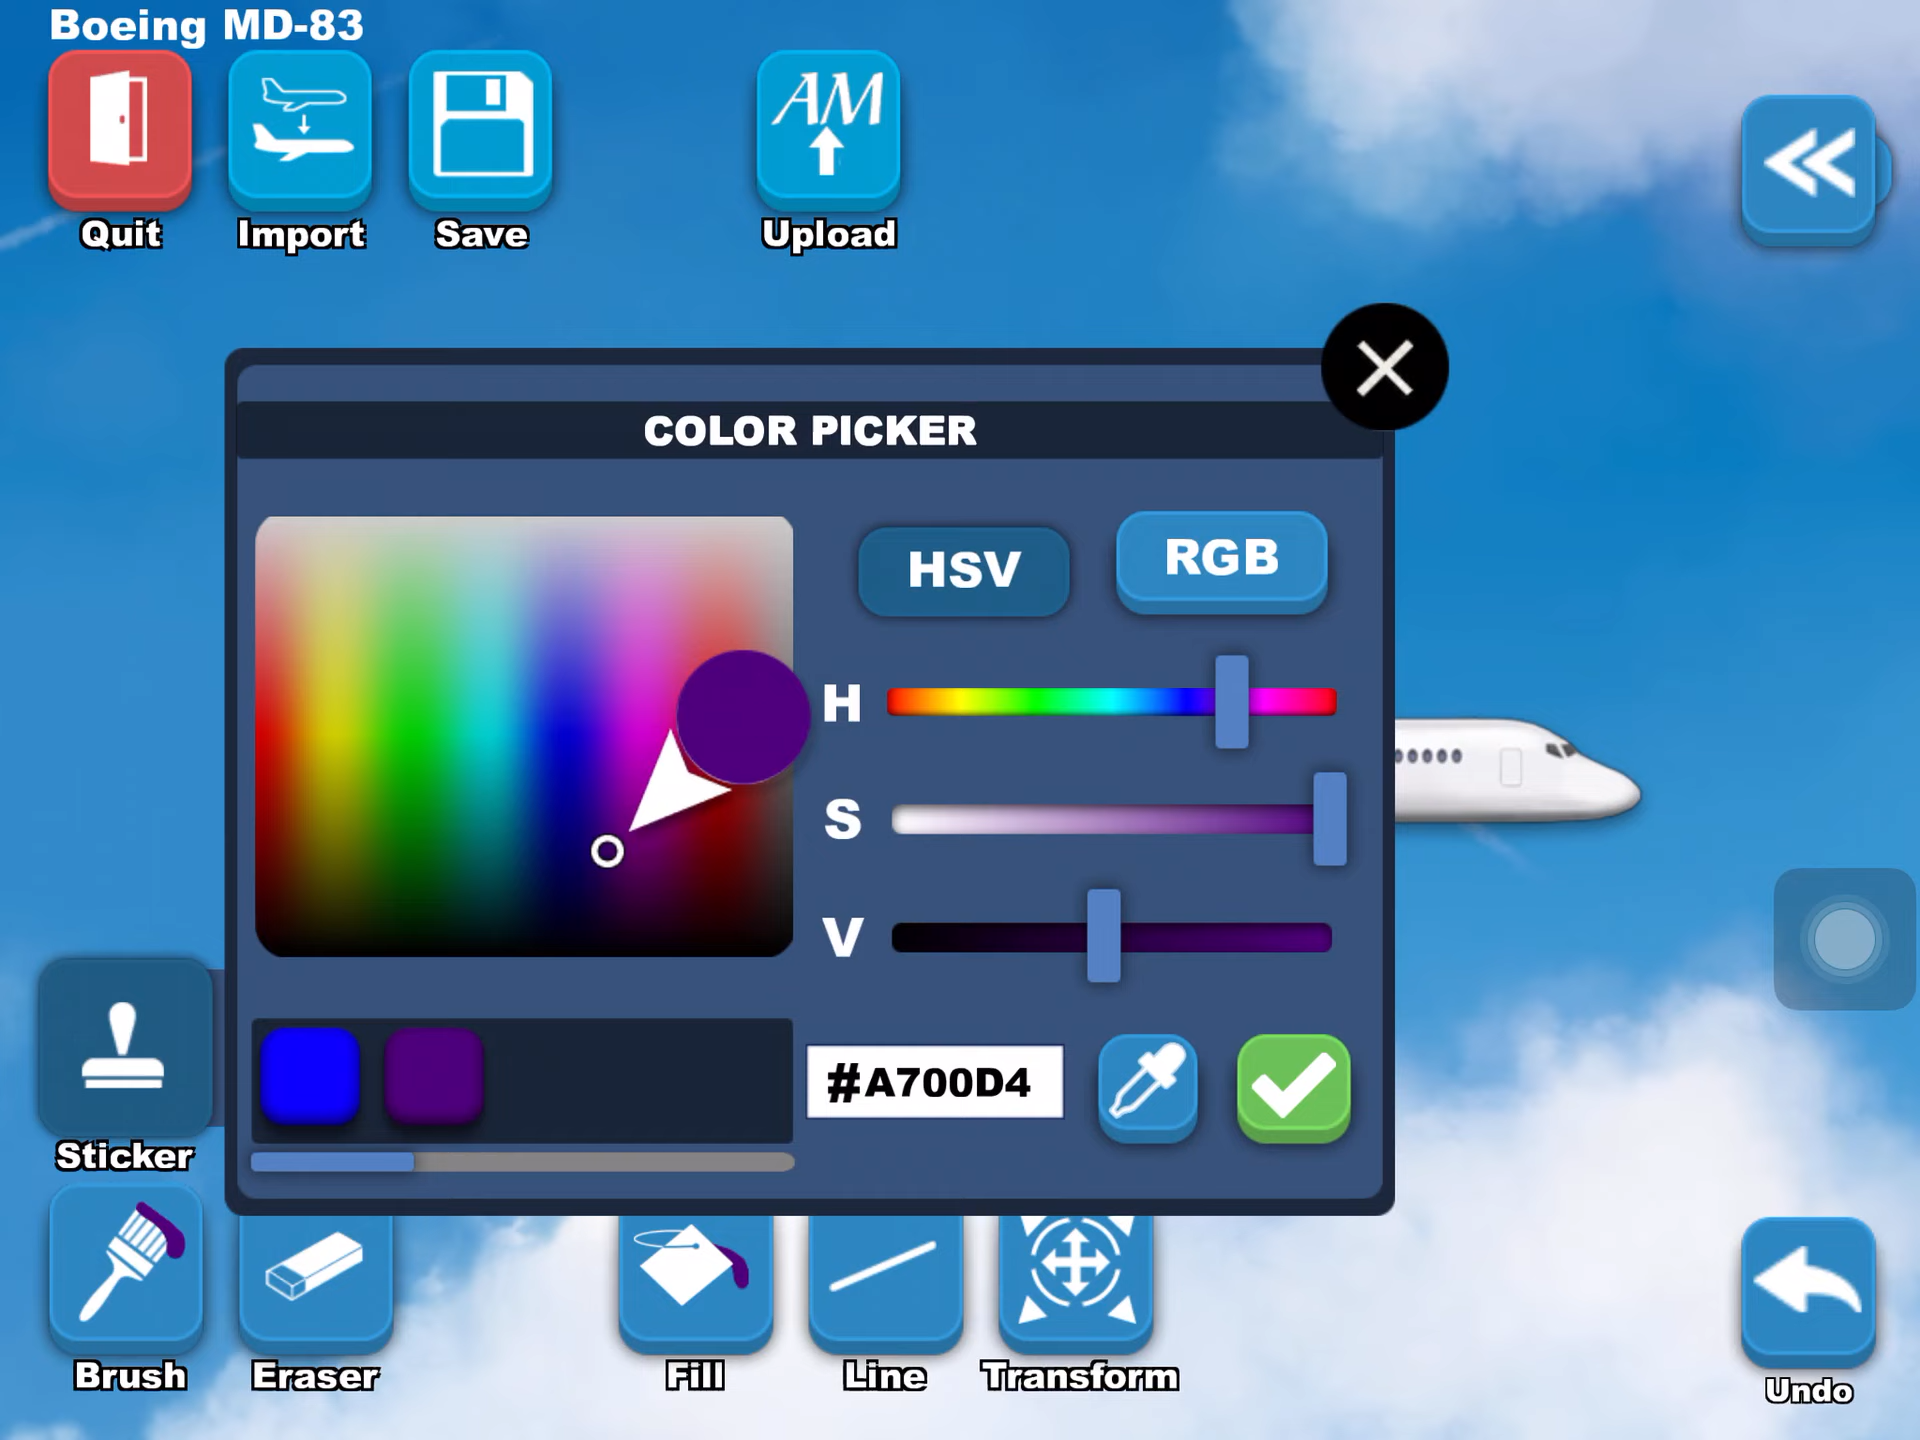 Boeing MD-83
AM
Quit
Import
Save
Upload
COLOR PICKER
HSV
RGB
H
S
V
#A700D4
Sticker
Brush
Eraser
Fill
Line
Transform
Undo